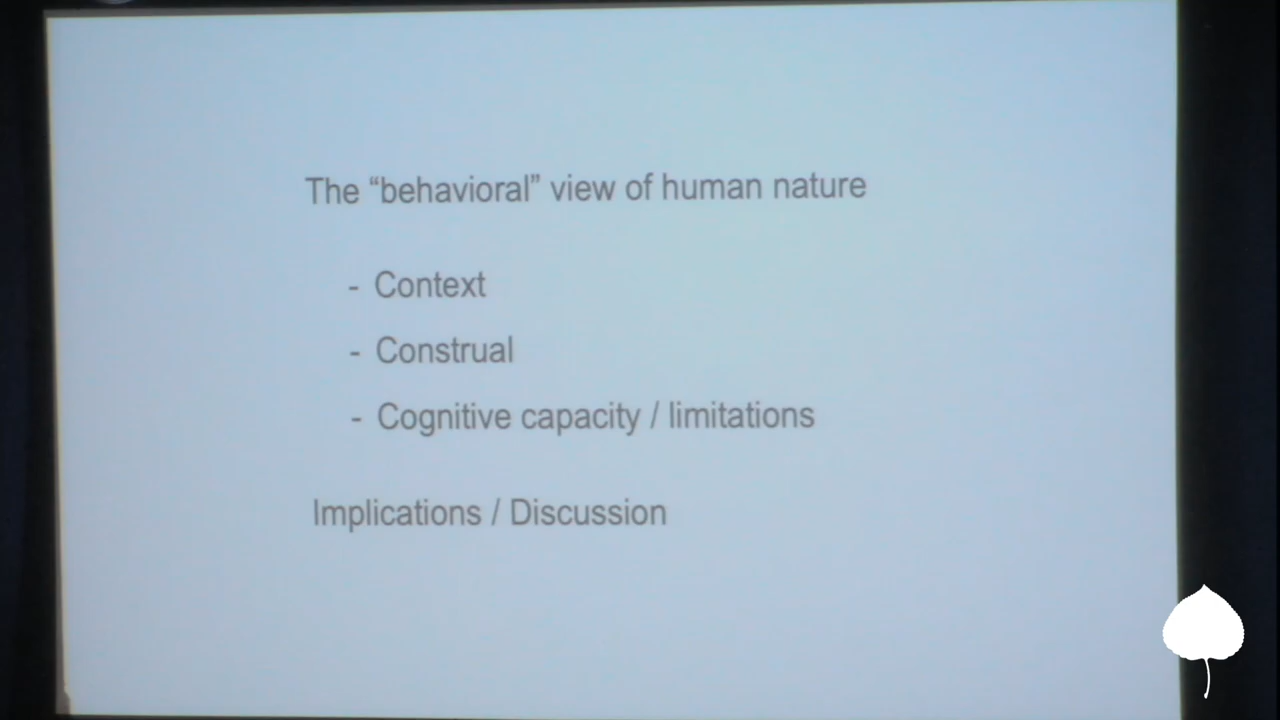 The “behavioral” view of human nature
- Context
- Construal
- Cognitive capacity / limitations
Implications / Discussion